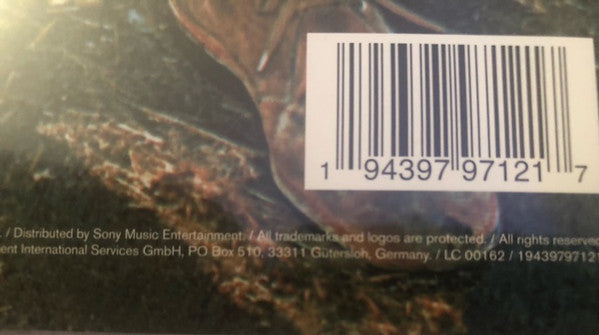 1 94397 97121 7
. / Distributed by Sony Music Entertainment. / All trademarks and logos are protected. / All rights reserved
ent International Services GmbH, PO Box 510, 33311 Gütersloh, Germany. / LC 00162 / 1943979712